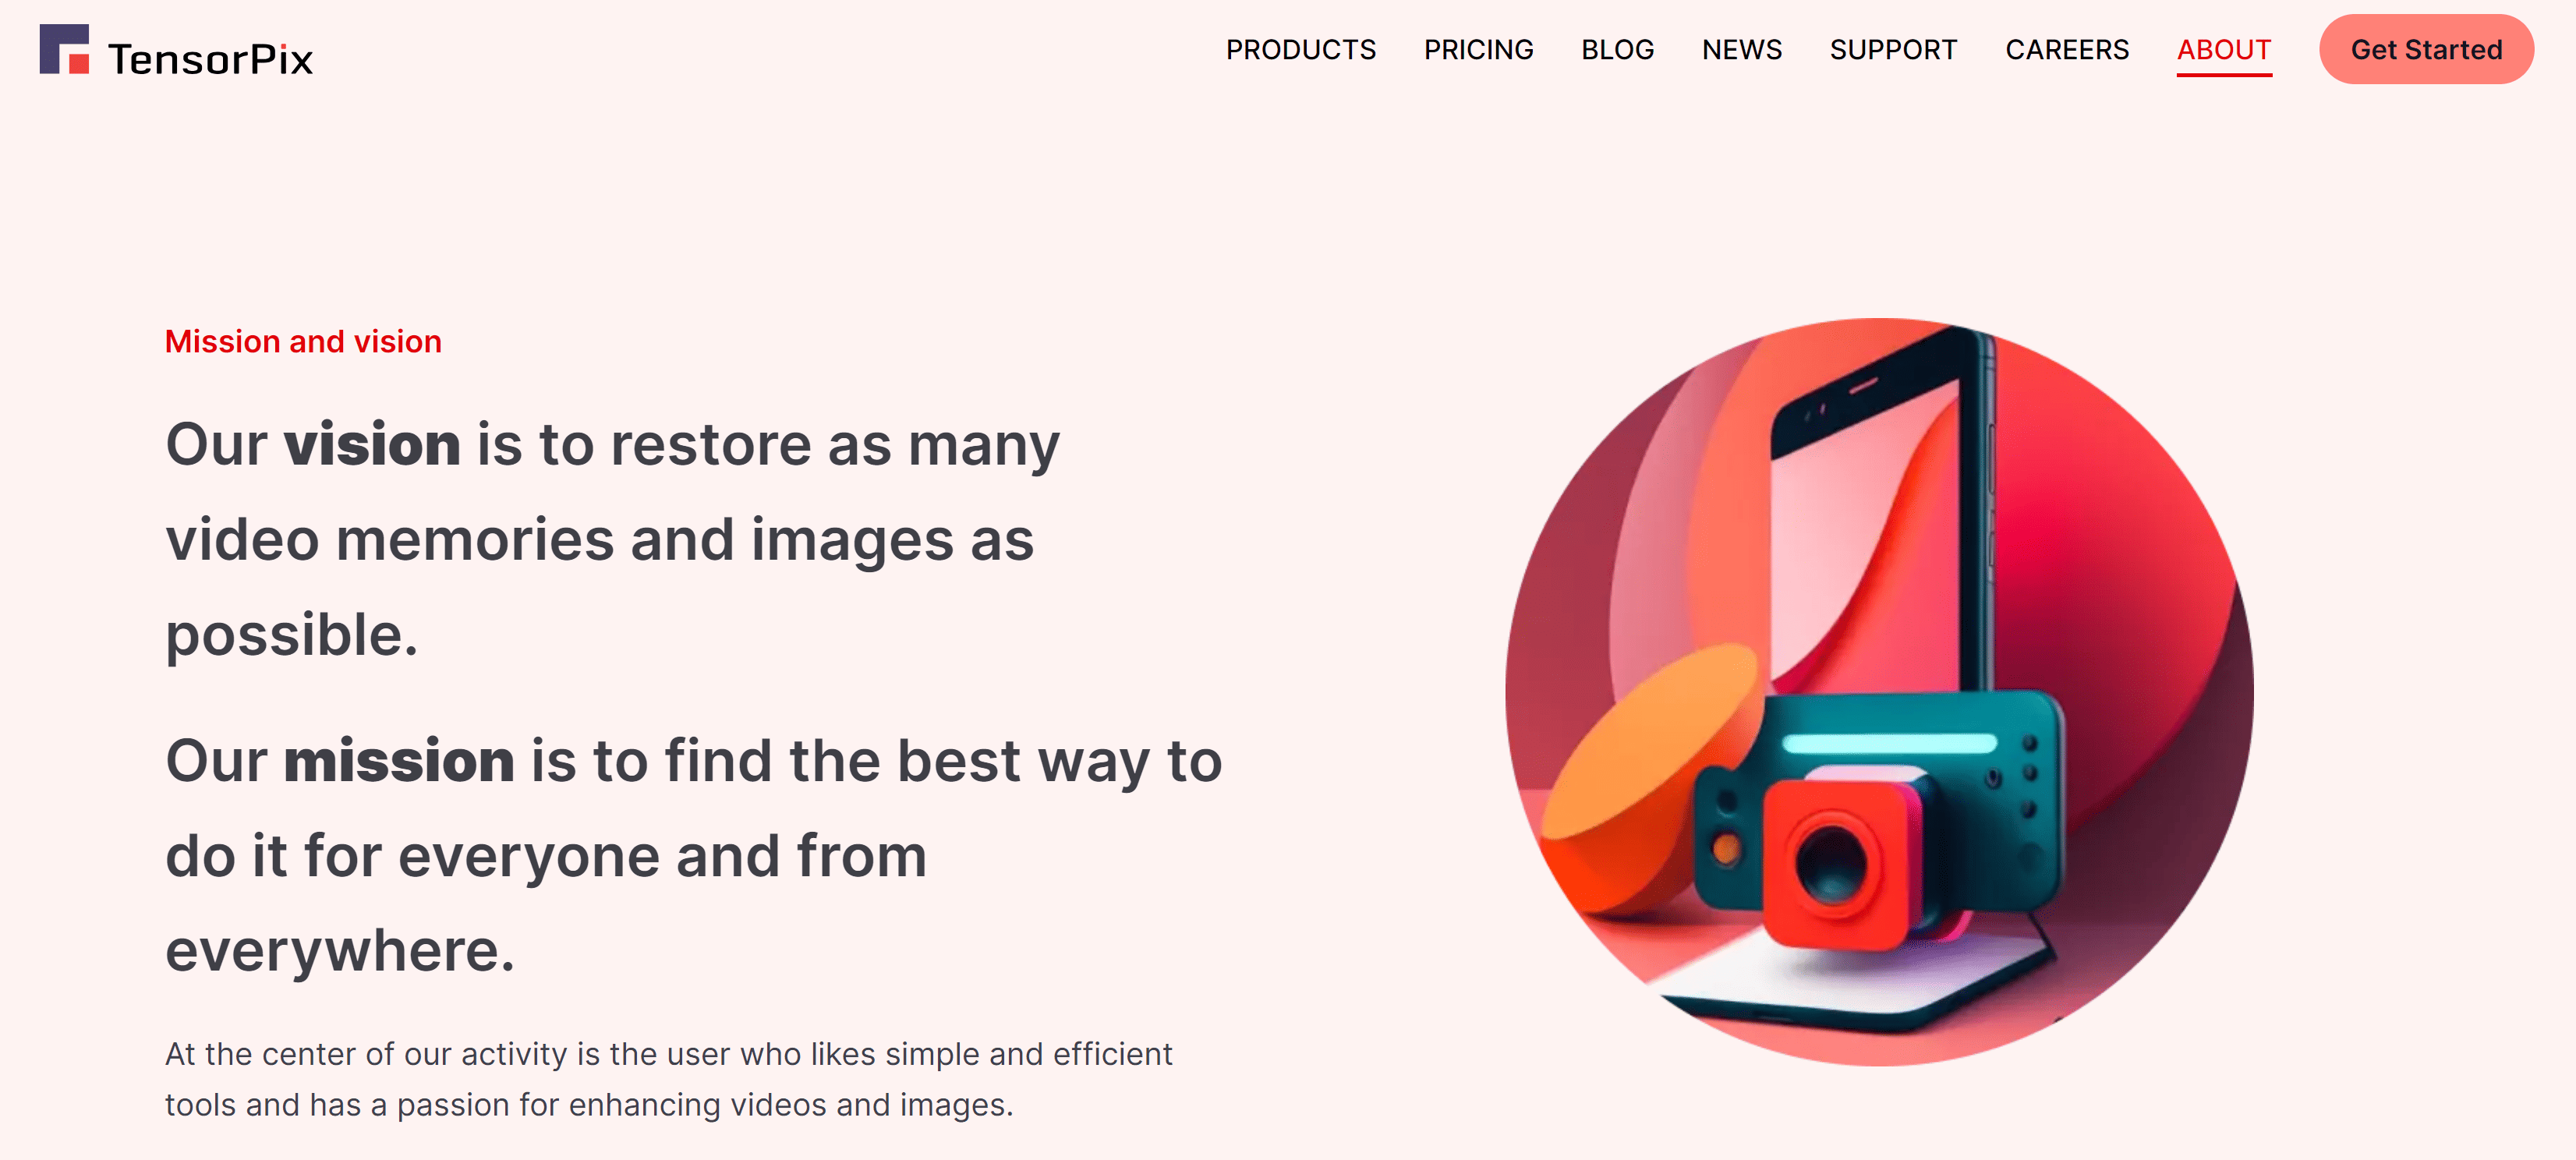 TensorPix
PRODUCTS PRICING BLOG NEWS SUPPORT CAREERS ABOUT Get Started
Mission and vision
Our vision is to restore as many
video memories and images as
possible.
Our mission is to find the best way to
do it for everyone and from
everywhere.
At the center of our activity is the user who likes simple and efficient
tools and has a passion for enhancing videos and images.